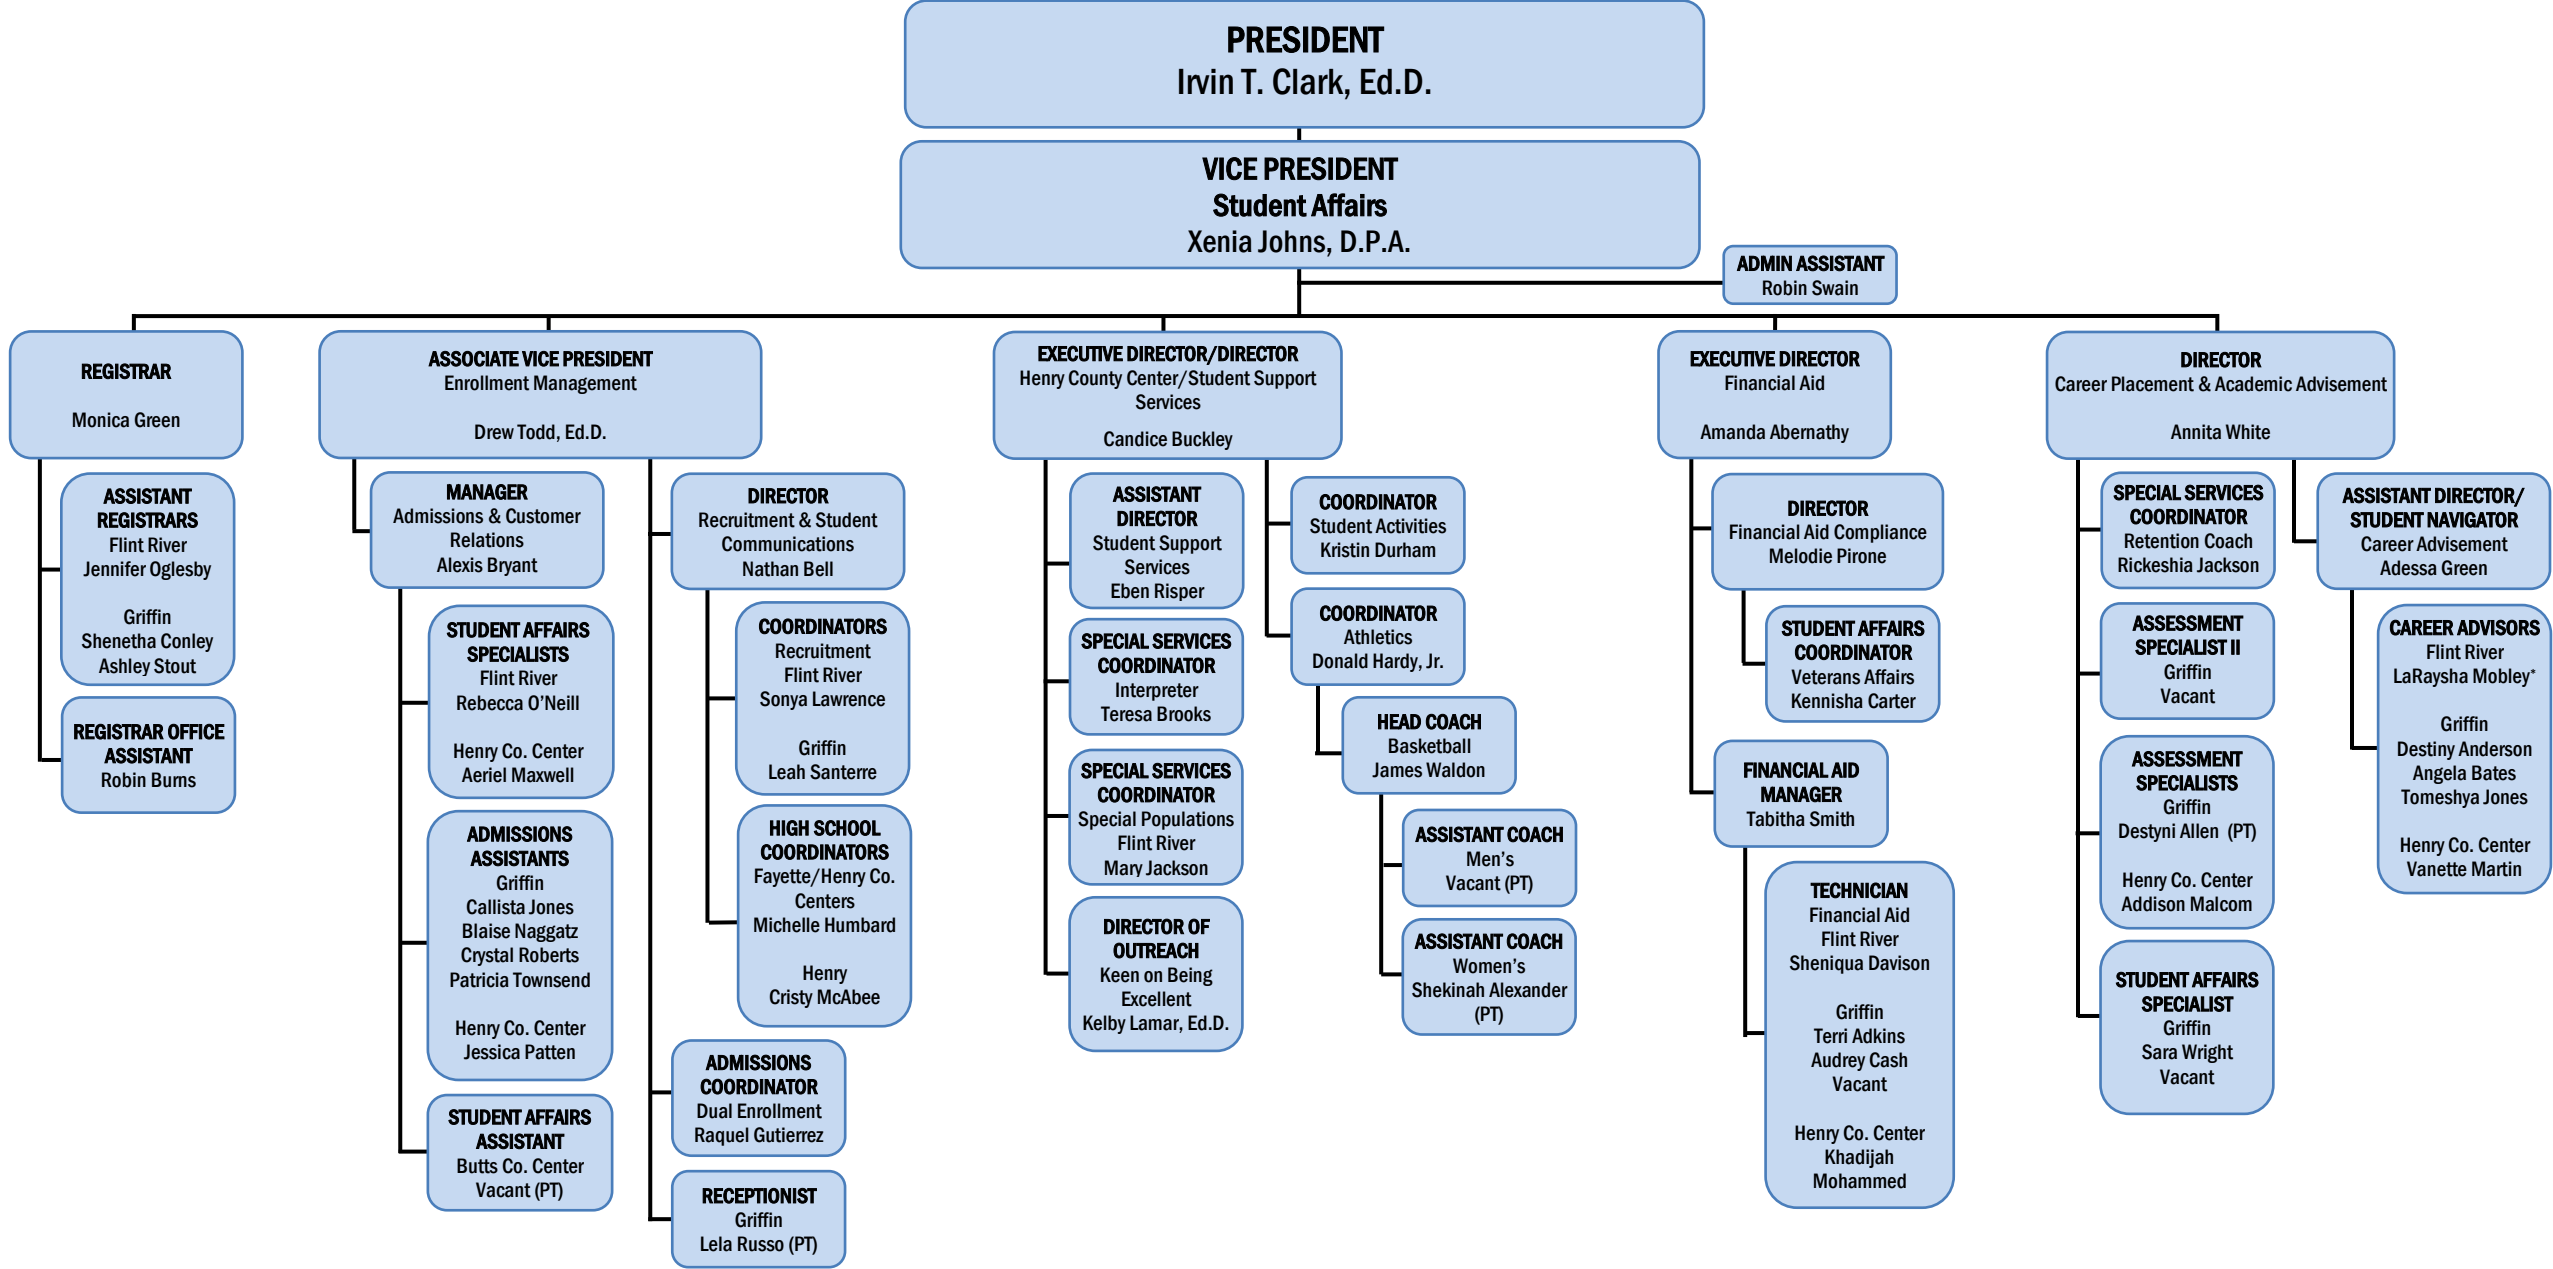 PRESIDENT
Irvin T. Clark, Ed.D.
VICE PRESIDENT
Student Affairs
Xenia Johns, D.P.A.
ADMIN ASSISTANT
Robin Swain
REGISTRAR
Monica Green
ASSISTANT
REGISTRARS
Flint River
Jennifer Oglesby
Griffin
Shenetha Conley
Ashley Stout
REGISTRAR OFFICE
ASSISTANT
Robin Burns
ASSOCIATE VICE PRESIDENT
Enrollment Management
Drew Todd, Ed.D.
MANAGER
Admissions & Customer
Relations
Alexis Bryant
STUDENT AFFAIRS
SPECIALISTS
Flint River
Rebecca O’Neill
Henry Co. Center
Aeriel Maxwell
ADMISSIONS
ASSISTANTS
Griffin
Callista Jones
Blaise Naggatz
Crystal Roberts
Patricia Townsend
Henry Co. Center
Jessica Patten
STUDENT AFFAIRS
ASSISTANT
Butts Co. Center
Vacant (PT)
DIRECTOR
Recruitment & Student
Communications
Nathan Bell
COORDINATORS
Recruitment
Flint River
Sonya Lawrence
Griffin
Leah Santerre
HIGH SCHOOL
COORDINATORS
Fayette/Henry Co.
Centers
Michelle Humbard
Henry
Cristy McAbee
ADMISSIONS
COORDINATOR
Dual Enrollment
Raquel Gutierrez
RECEPTIONIST
Griffin
Lela Russo (PT)
EXECUTIVE DIRECTOR/DIRECTOR
Henry County Center/Student Support
Services
Candice Buckley
ASSISTANT
DIRECTOR
Student Support
Services
Eben Risper
SPECIAL SERVICES
COORDINATOR
Interpreter
Teresa Brooks
SPECIAL SERVICES
COORDINATOR
Special Populations
Flint River
Mary Jackson
DIRECTOR OF
OUTREACH
Keen on Being
Excellent
Kelby Lamar, Ed.D.
COORDINATOR
Student Activities
Kristin Durham
COORDINATOR
Athletics
Donald Hardy, Jr.
HEAD COACH
Basketball
James Waldon
ASSISTANT COACH
Men’s
Vacant (PT)
ASSISTANT COACH
Women’s
Shekinah Alexander
(PT)
EXECUTIVE DIRECTOR
Financial Aid
Amanda Abernathy
DIRECTOR
Financial Aid Compliance
Melodie Pirone
STUDENT AFFAIRS
COORDINATOR
Veterans Affairs
Kennisha Carter
FINANCIAL AID
MANAGER
Tabitha Smith
TECHNICIAN
Financial Aid
Flint River
Sheniqua Davison
Griffin
Terri Adkins
Audrey Cash
Vacant
Henry Co. Center
Khadijah
Mohammed
DIRECTOR
Career Placement & Academic Advisement
Annita White
SPECIAL SERVICES
COORDINATOR
Retention Coach
Rickeshia Jackson
ASSESSMENT
SPECIALIST II
Griffin
Vacant
ASSESSMENT
SPECIALISTS
Griffin
Destyni Allen (PT)
Henry Co. Center
Addison Malcom
STUDENT AFFAIRS
SPECIALIST
Griffin
Sara Wright
Vacant
ASSISTANT DIRECTOR/
STUDENT NAVIGATOR
Career Advisement
Adessa Green
CAREER ADVISORS
Flint River
LaRaysha Mobley*
Griffin
Destiny Anderson
Angela Bates
Tomeshya Jones
Henry Co. Center
Vanette Martin